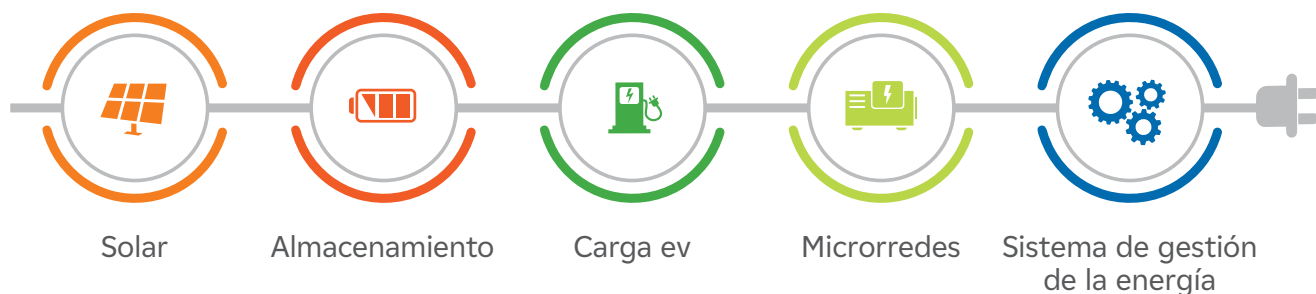 Solar
Almacenamiento
Carga ev
Microrredes
Sistema de gestión
de la energía